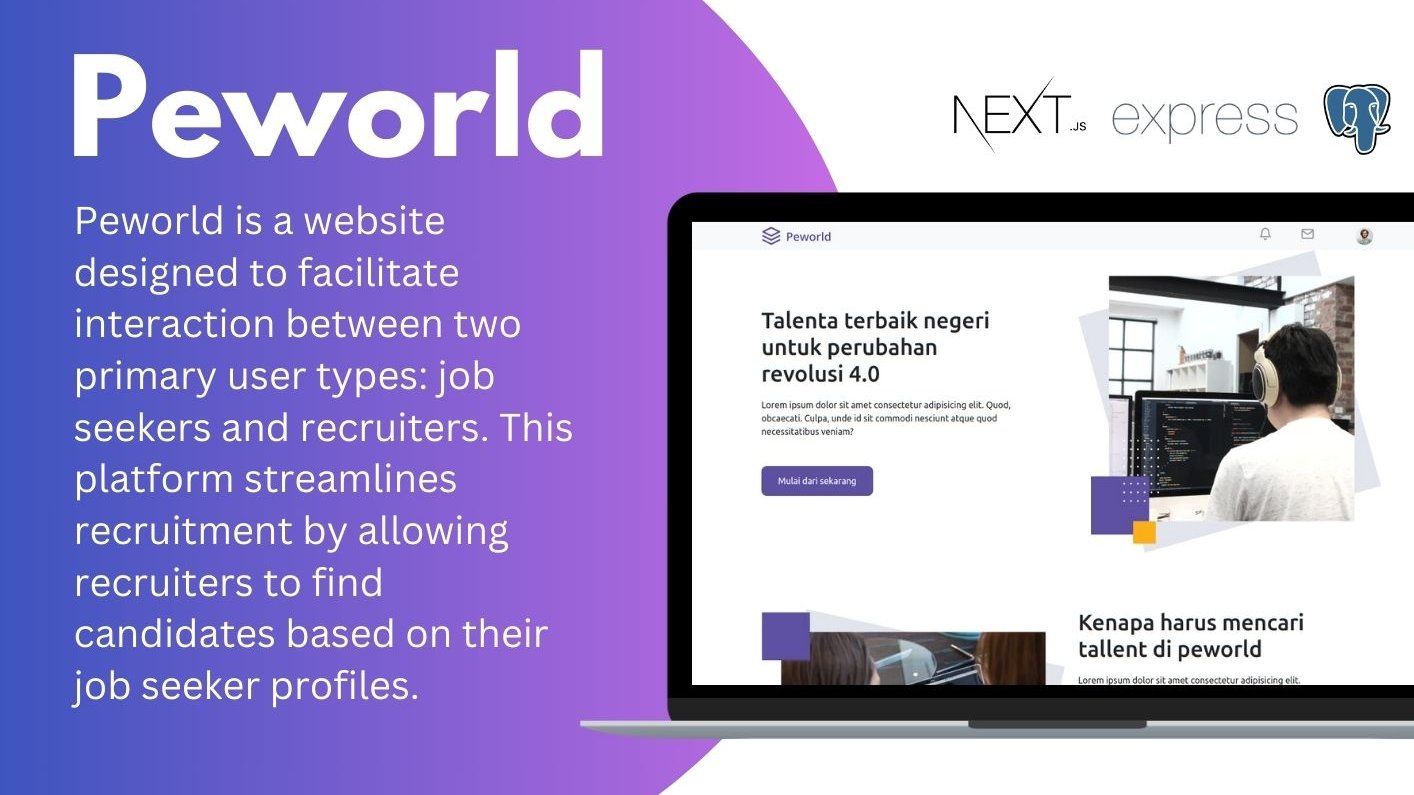 Peworld
Peworld is a website
designed to facilitate
interaction between two
primary user types: job
seekers and recruiters. This
platform streamlines
recruitment by allowing
recruiters to find
candidates based on their
job seeker profiles.
NEXT.JS
express
Peworld
Talenta terbaik negeri
untuk perubahan
revolusi 4.0
Lorem ipsum dolor sit amet consectetur adipisicing elit. Quod,
obcaecati. Culpa, unde id sit commodi nesciunt atque quod
necessitatibus veniam?
Mulai dari sekarang
Kenapa harus mencari
tallent di peworld
Lorem ipsum dolor sit amet consectetur adipisicing elit.